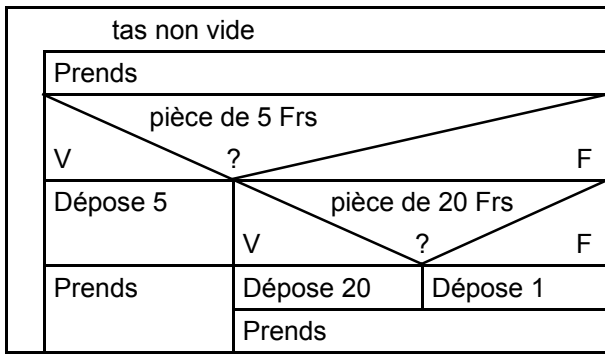 tas non vide
Prends
pièce de 5 Frs
V ? F
Dépose 5
pièce de 20 Frs
V ? F
Prends
Dépose 20
Dépose 1
Prends